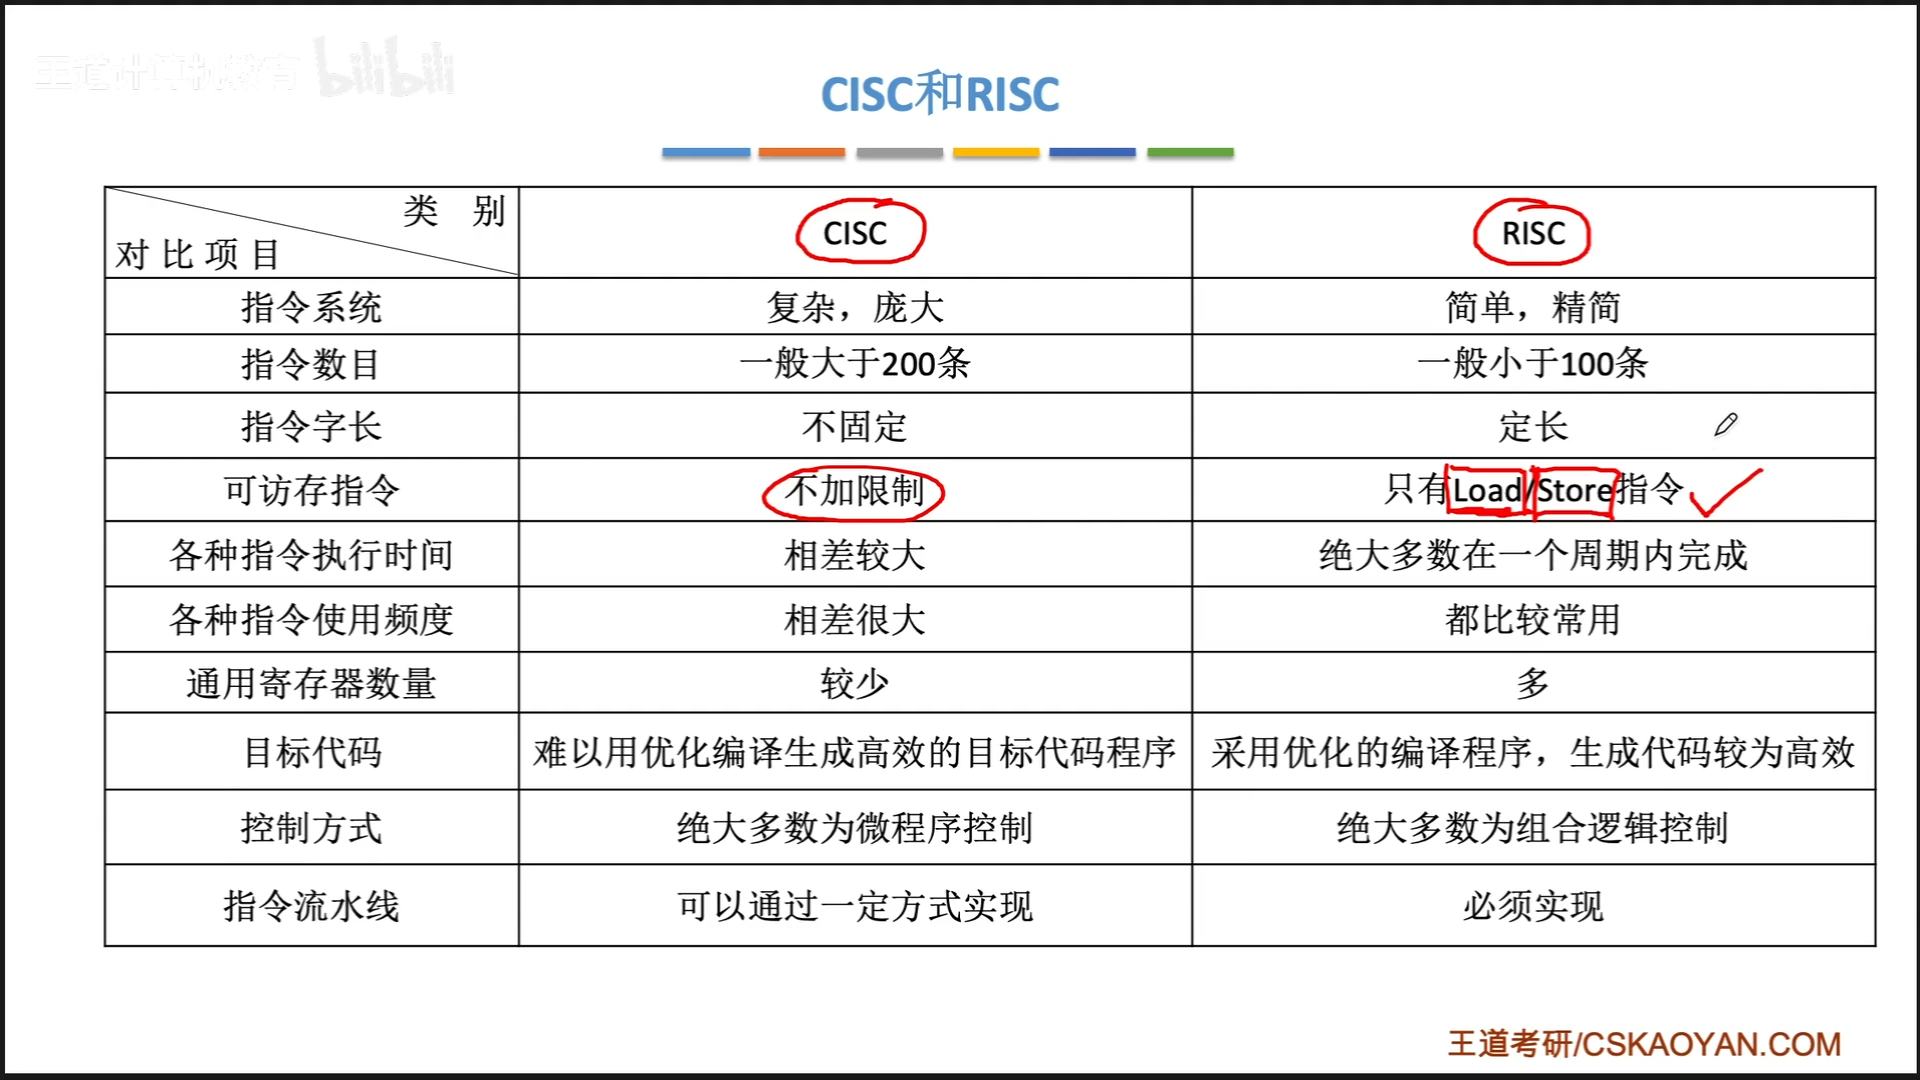 王道计算机教育 bilibili
CISC和RISC
类 别
对比项目
CISC
RISC
指令系统
复杂，庞大
简单，精简
指令数目
一般大于200条
一般小于100条
指令字长
不固定
定长
可访存指令
不加限制
只有Load/Store指令
各种指令执行时间
相差较大
绝大多数在一个周期内完成
各种指令使用频度
相差很大
都比较常用
通用寄存器数量
较少
多
目标代码
难以用优化编译生成高效的目标代码程序
采用优化的编译程序，生成代码较为高效
控制方式
绝大多数为微程序控制
绝大多数为组合逻辑控制
指令流水线
可以通过一定方式实现
必须实现
王道考研/CSKAOYAN.COM